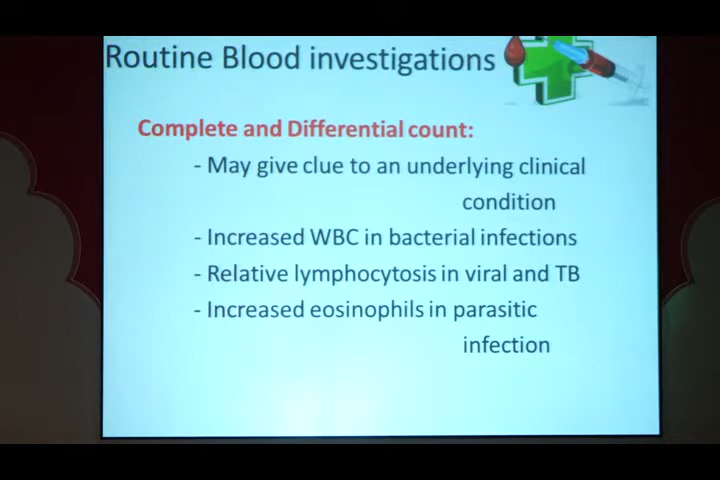 Routine Blood investigations
Complete and Differential count:
- May give clue to an underlying clinical
condition
- Increased WBC in bacterial infections
- Relative lymphocytosis in viral and TB
- Increased eosinophils in parasitic
infection